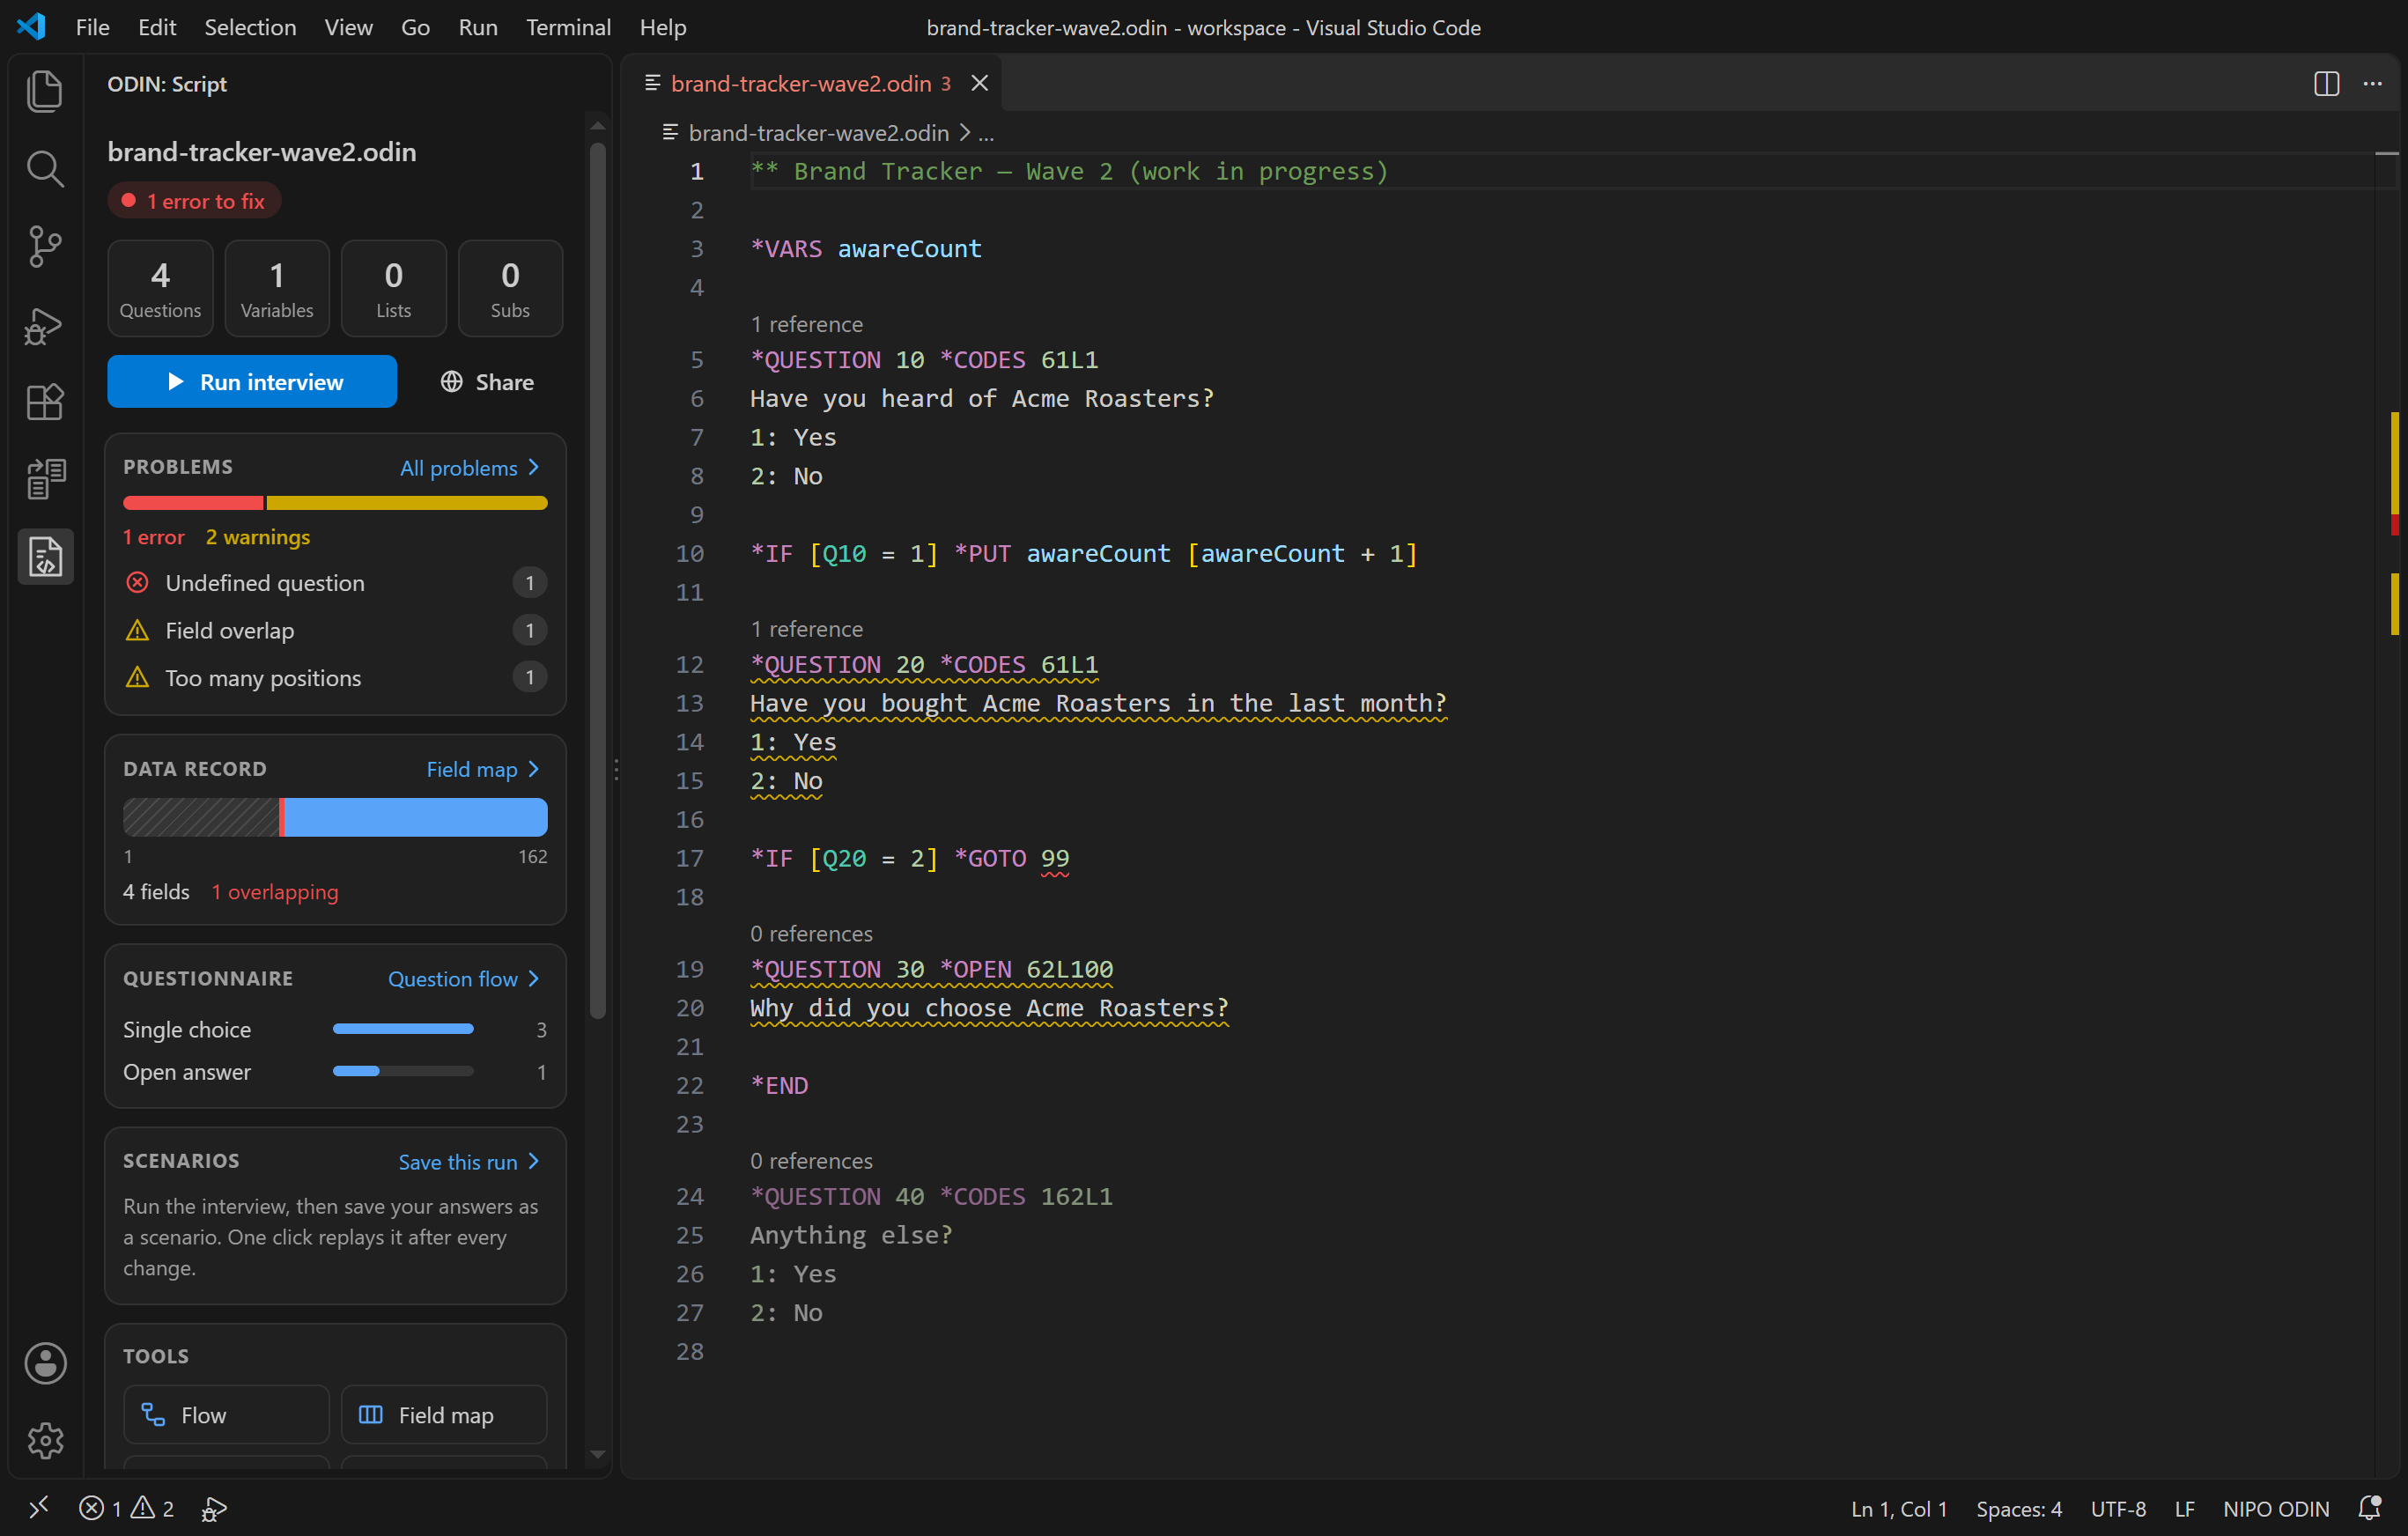 File Edit Selection View Go Run Terminal Help
brand-tracker-wave2.odin - workspace - Visual Studio Code
ODIN: Script
brand-tracker-wave2.odin
1 error to fix
4 1 0 0
Questions Variables Lists Subs
Run interview Share
PROBLEMS All problems
1 error 2 warnings
Undefined question 1
Field overlap 1
Too many positions 1
DATA RECORD Field map
1 162
4 fields 1 overlapping
QUESTIONNAIRE Question flow
Single choice 3
Open answer 1
SCENARIOS Save this run
Run the interview, then save your answers as
a scenario. One click replays it after every
change.
TOOLS
Flow Field map
brand-tracker-wave2.odin 3
brand-tracker-wave2.odin > ...
1 ** Brand Tracker — Wave 2 (work in progress)
2
3 *VARS awareCount
4
1 reference
5 *QUESTION 10 *CODES 61L1
6 Have you heard of Acme Roasters?
7 1: Yes
8 2: No
9
10 *IF [Q10 = 1] *PUT awareCount [awareCount + 1]
11
1 reference
12 *QUESTION 20 *CODES 61L1
13 Have you bought Acme Roasters in the last month?
14 1: Yes
15 2: No
16
17 *IF [Q20 = 2] *GOTO 99
18
0 references
19 *QUESTION 30 *OPEN 62L100
20 Why did you choose Acme Roasters?
21
22 *END
23
0 references
24 *QUESTION 40 *CODES 162L1
25 Anything else?
26 1: Yes
27 2: No
28
1 2
Ln 1, Col 1 Spaces: 4 UTF-8 LF NIPO ODIN